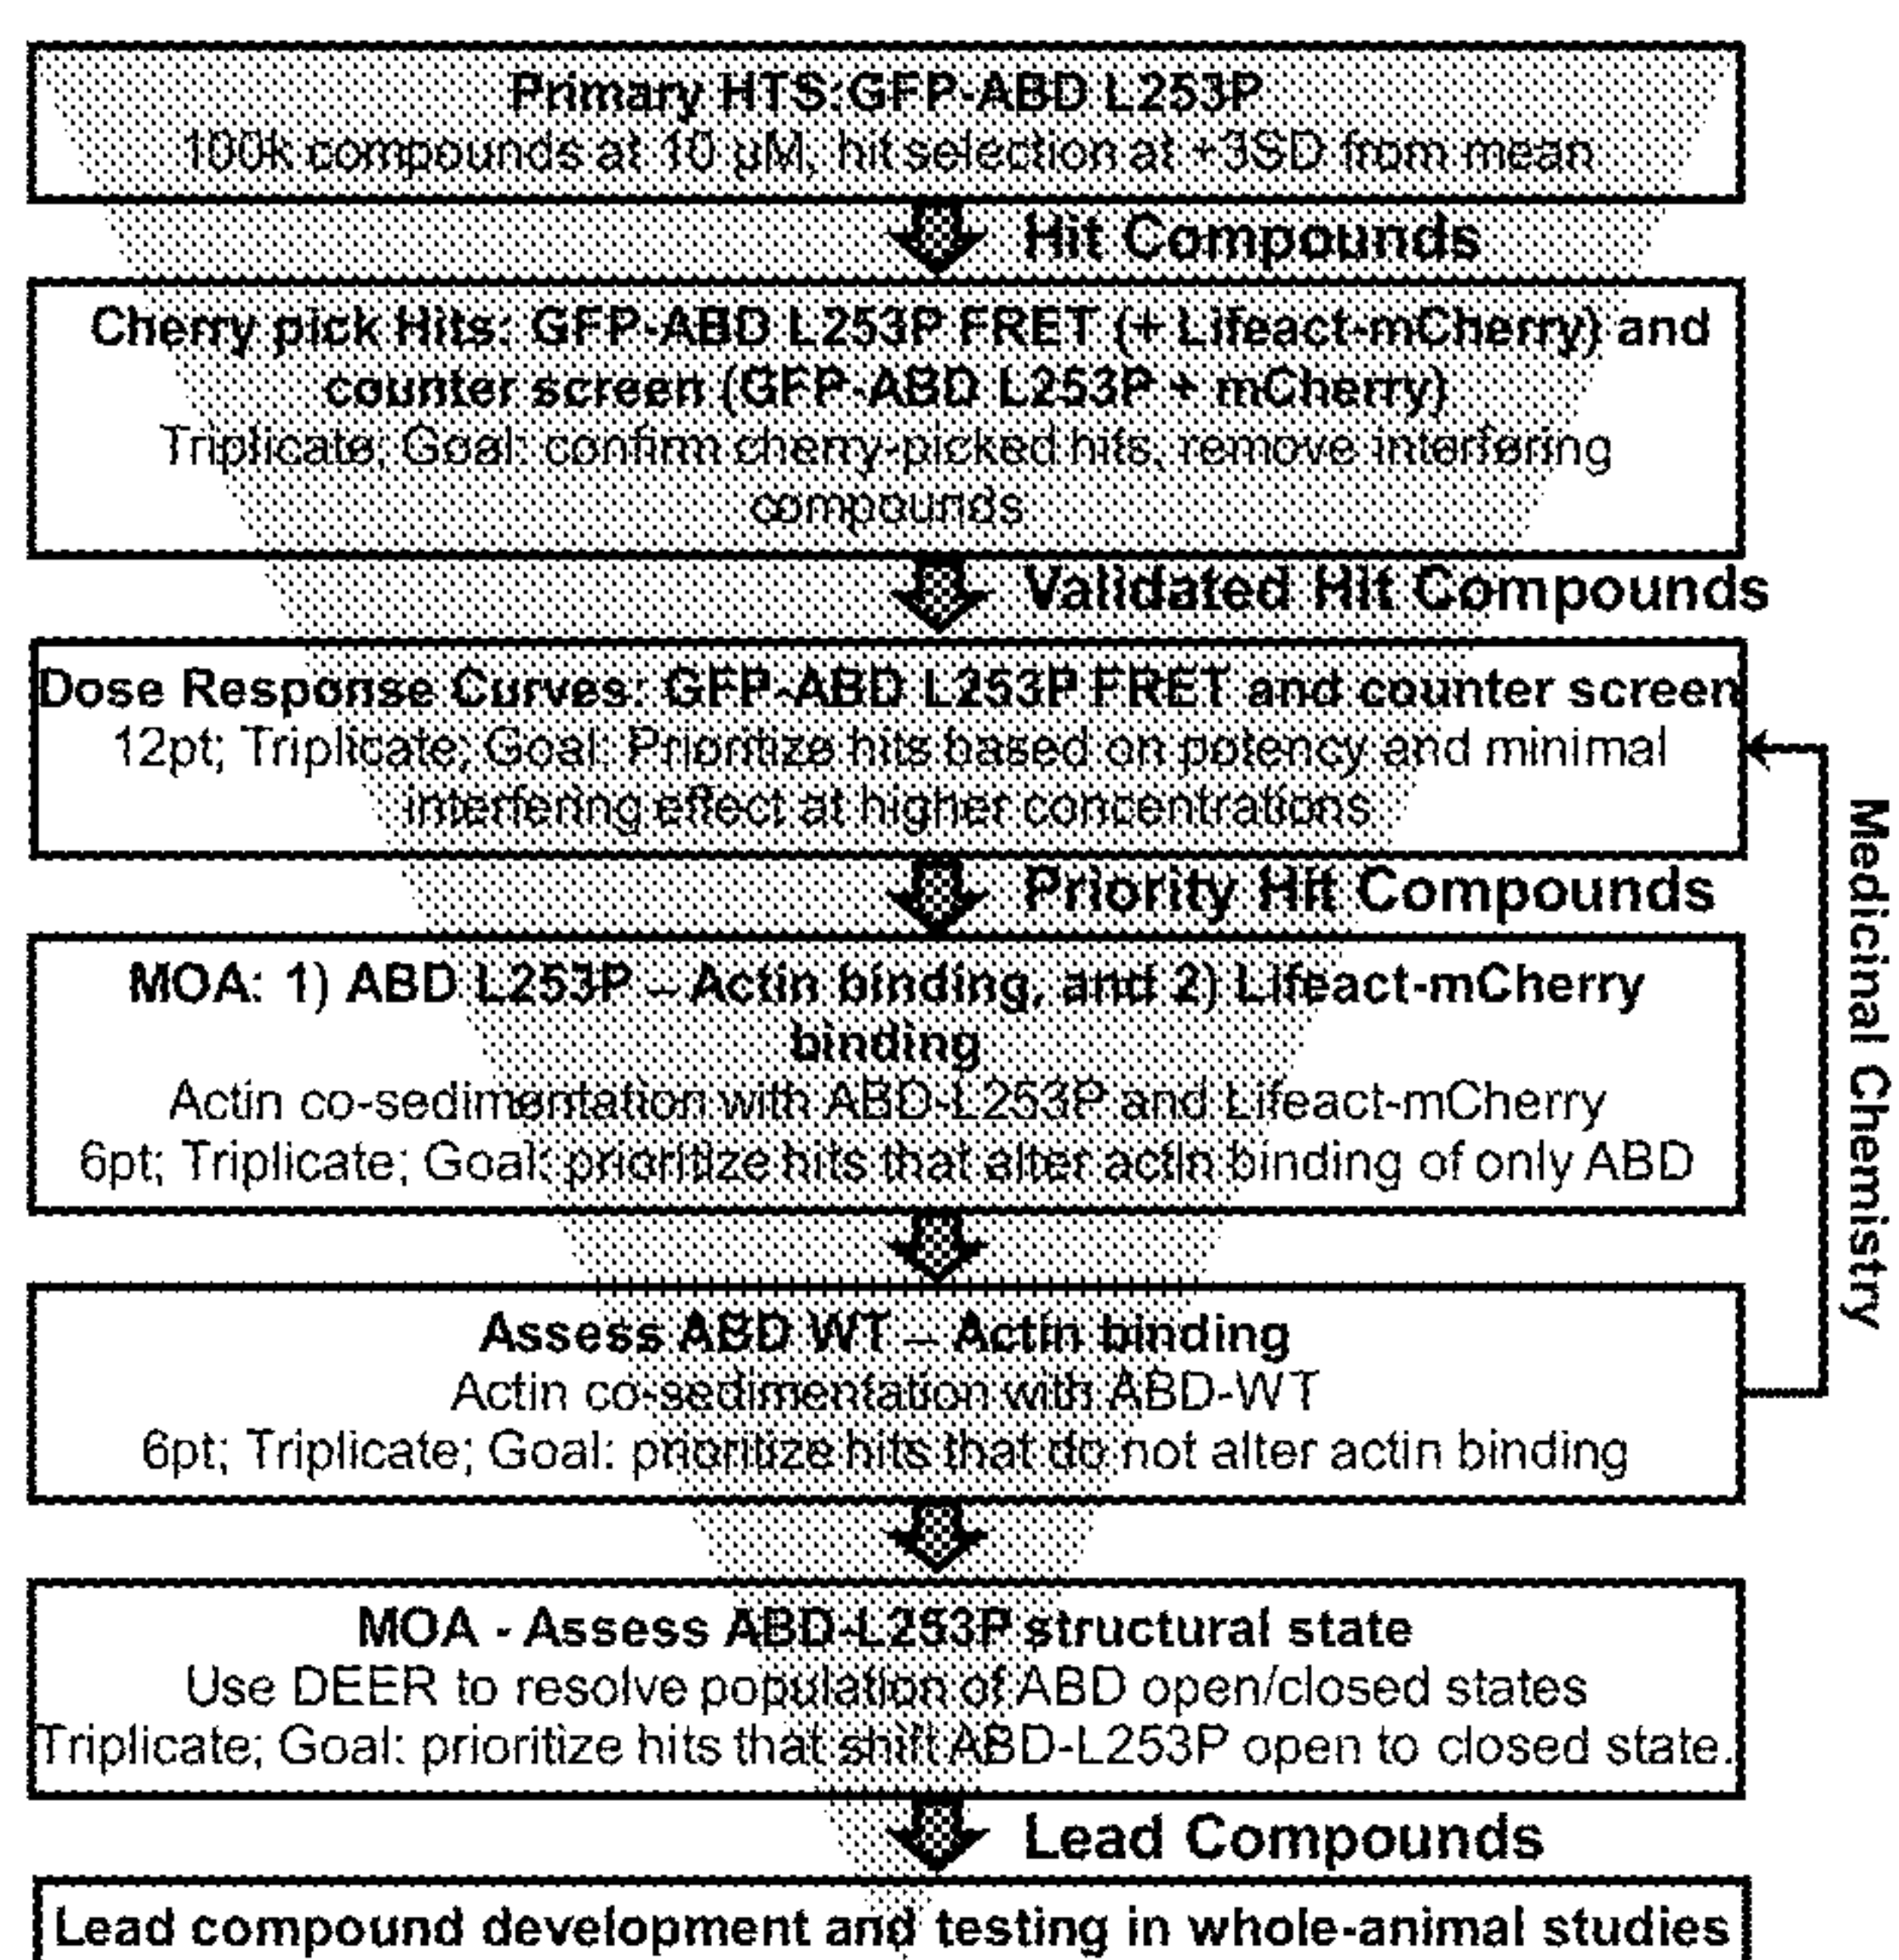 Primary HTS:GFP-ABD L253P
100k compounds at 10 µM, hit selection at +3SD from mean
Hit Compounds
Cherry pick Hits: GFP-ABD L253P FRET (+ Lifeact-mCherry) and
counter screen (GFP-ABD L253P + mCherry)
Triplicate; Goal: confirm cherry-picked hits, remove interfering
compounds
Validated Hit Compounds
Dose Response Curves: GFP-ABD L253P FRET and counter screen
12pt; Triplicate; Goal: Prioritize hits based on potency and minimal
interfering effect at higher concentrations
Priority Hit Compounds
MOA: 1) ABD L253P – Actin binding, and 2) Lifeact-mCherry
binding
Actin co-sedimentation with ABD-L253P and Lifeact-mCherry
6pt; Triplicate; Goal: prioritize hits that alter actin binding of only ABD
Assess ABD WT – Actin binding
Actin co-sedimentation with ABD-WT
6pt; Triplicate; Goal: prioritize hits that do not alter actin binding
Medicinal Chemistry
MOA - Assess ABD-L253P structural state
Use DEER to resolve population of ABD open/closed states
Triplicate; Goal: prioritize hits that shift ABD-L253P open to closed state.
Lead Compounds
Lead compound development and testing in whole-animal studies